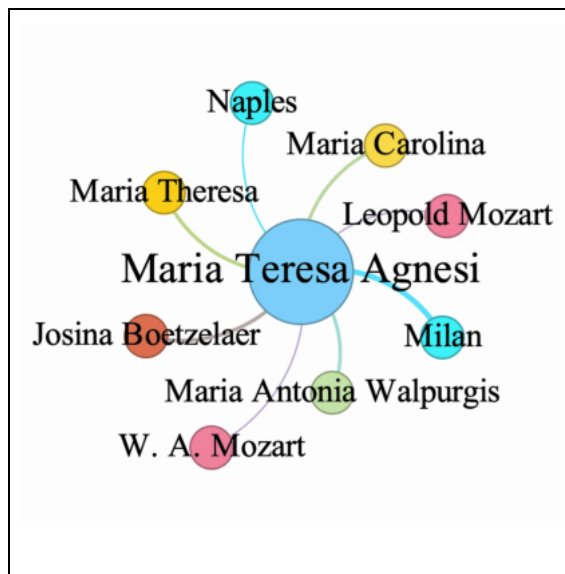 Naples
Maria Carolina
Maria Theresa
Leopold Mozart
Maria Teresa Agnesi
Josina Boetzelaer
Milan
Maria Antonia Walpurgis
W. A. Mozart